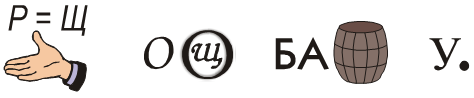 Р = Щ
О Щ БА У.